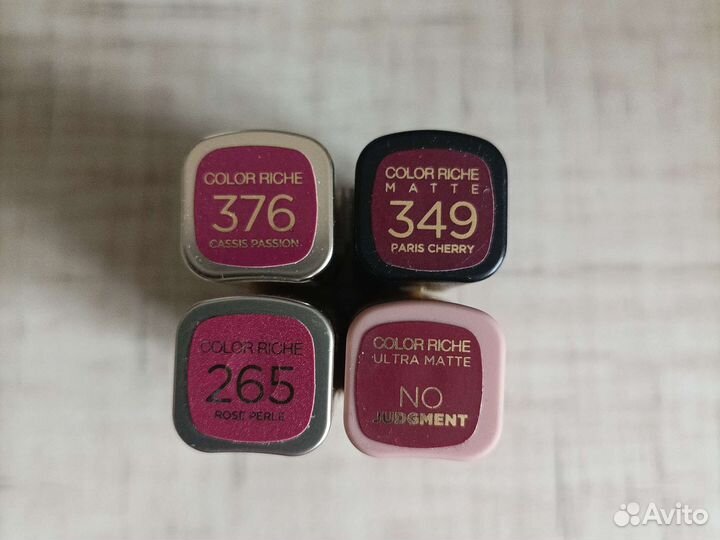 COLOR RICHE
376
CASSIS PASSION
COLOR RICHE
MATTE
349
PARIS CHERRY
COLOR RICHE
265
ROSE PERLE
COLOR RICHE
ULTRA MATTE
NO
JUDGMENT
Avito